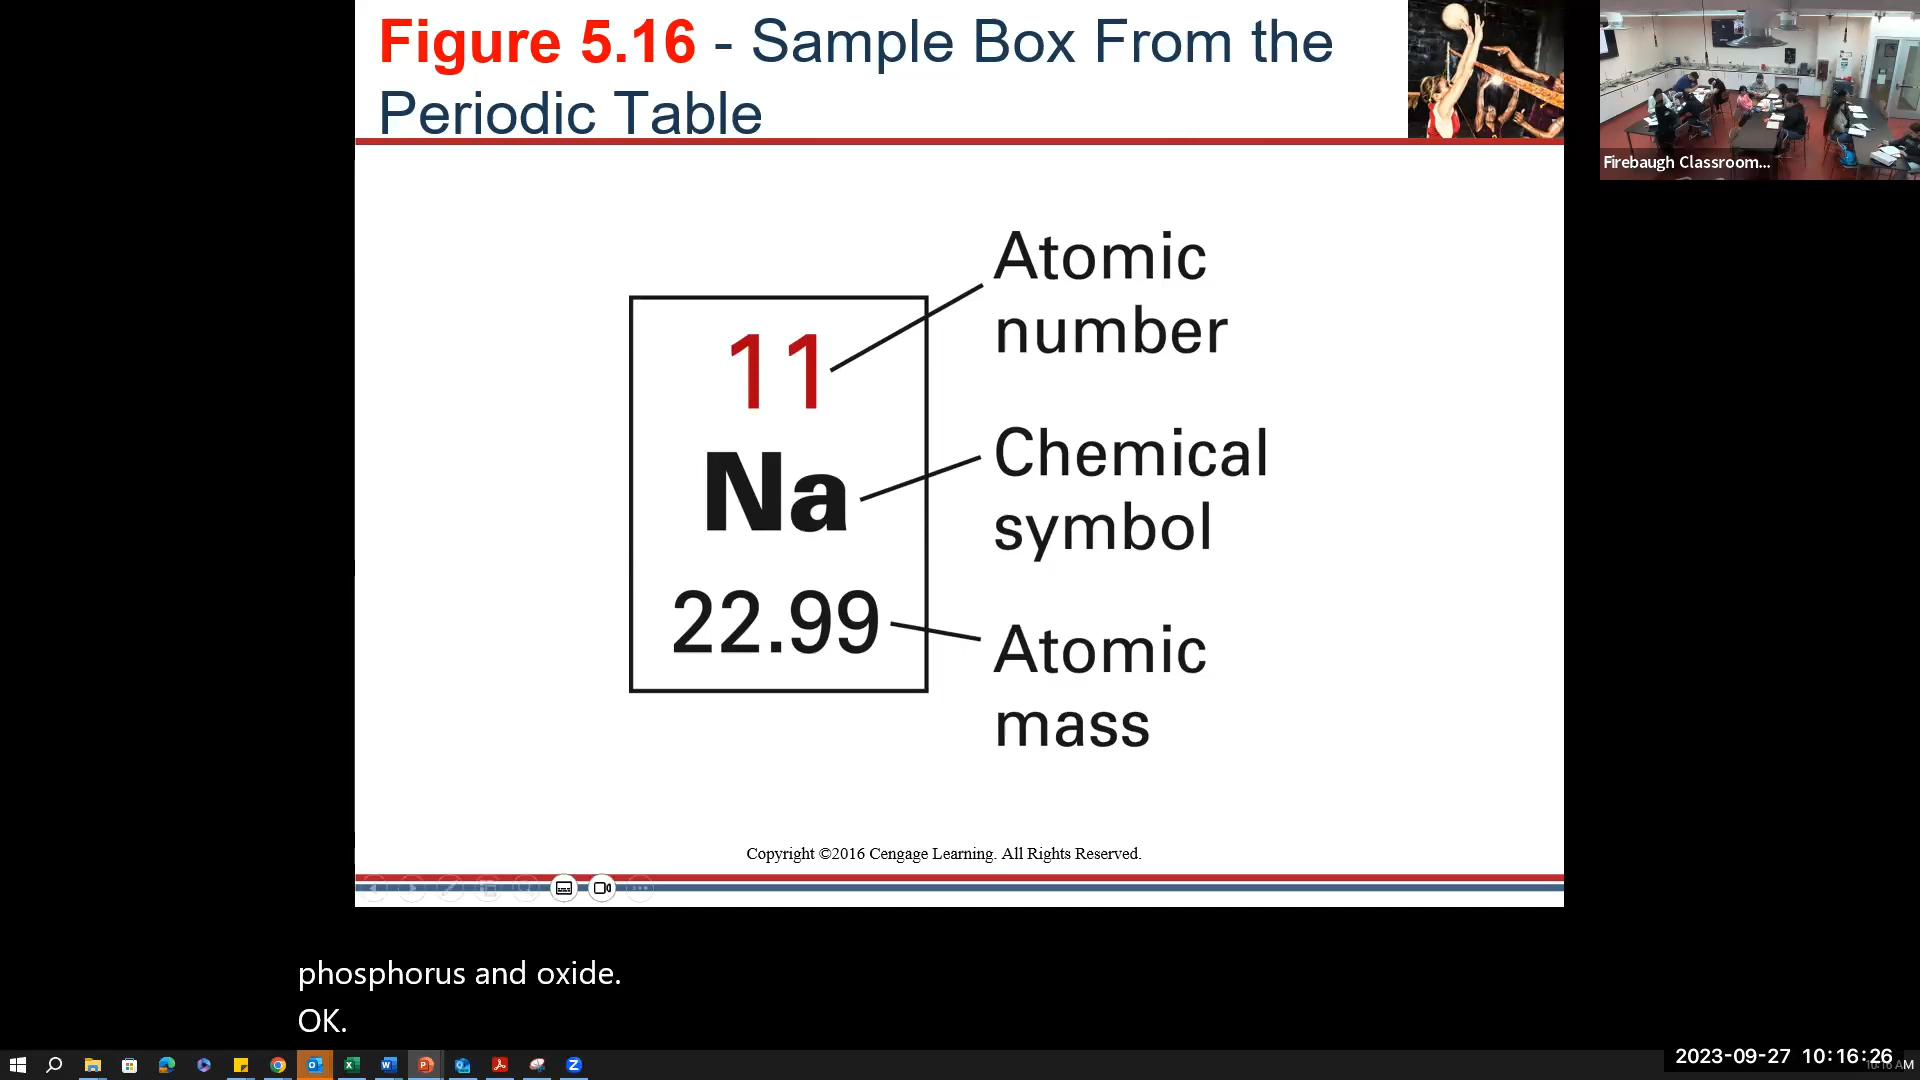 Figure 5.16 - Sample Box From the
Periodic Table
Firebaugh Classroom...
11
Na
22.99
Atomic
number
Chemical
symbol
Atomic
mass
Copyright ©2016 Cengage Learning. All Rights Reserved.
phosphorus and oxide.
OK.
2023-09-27 10:16:26